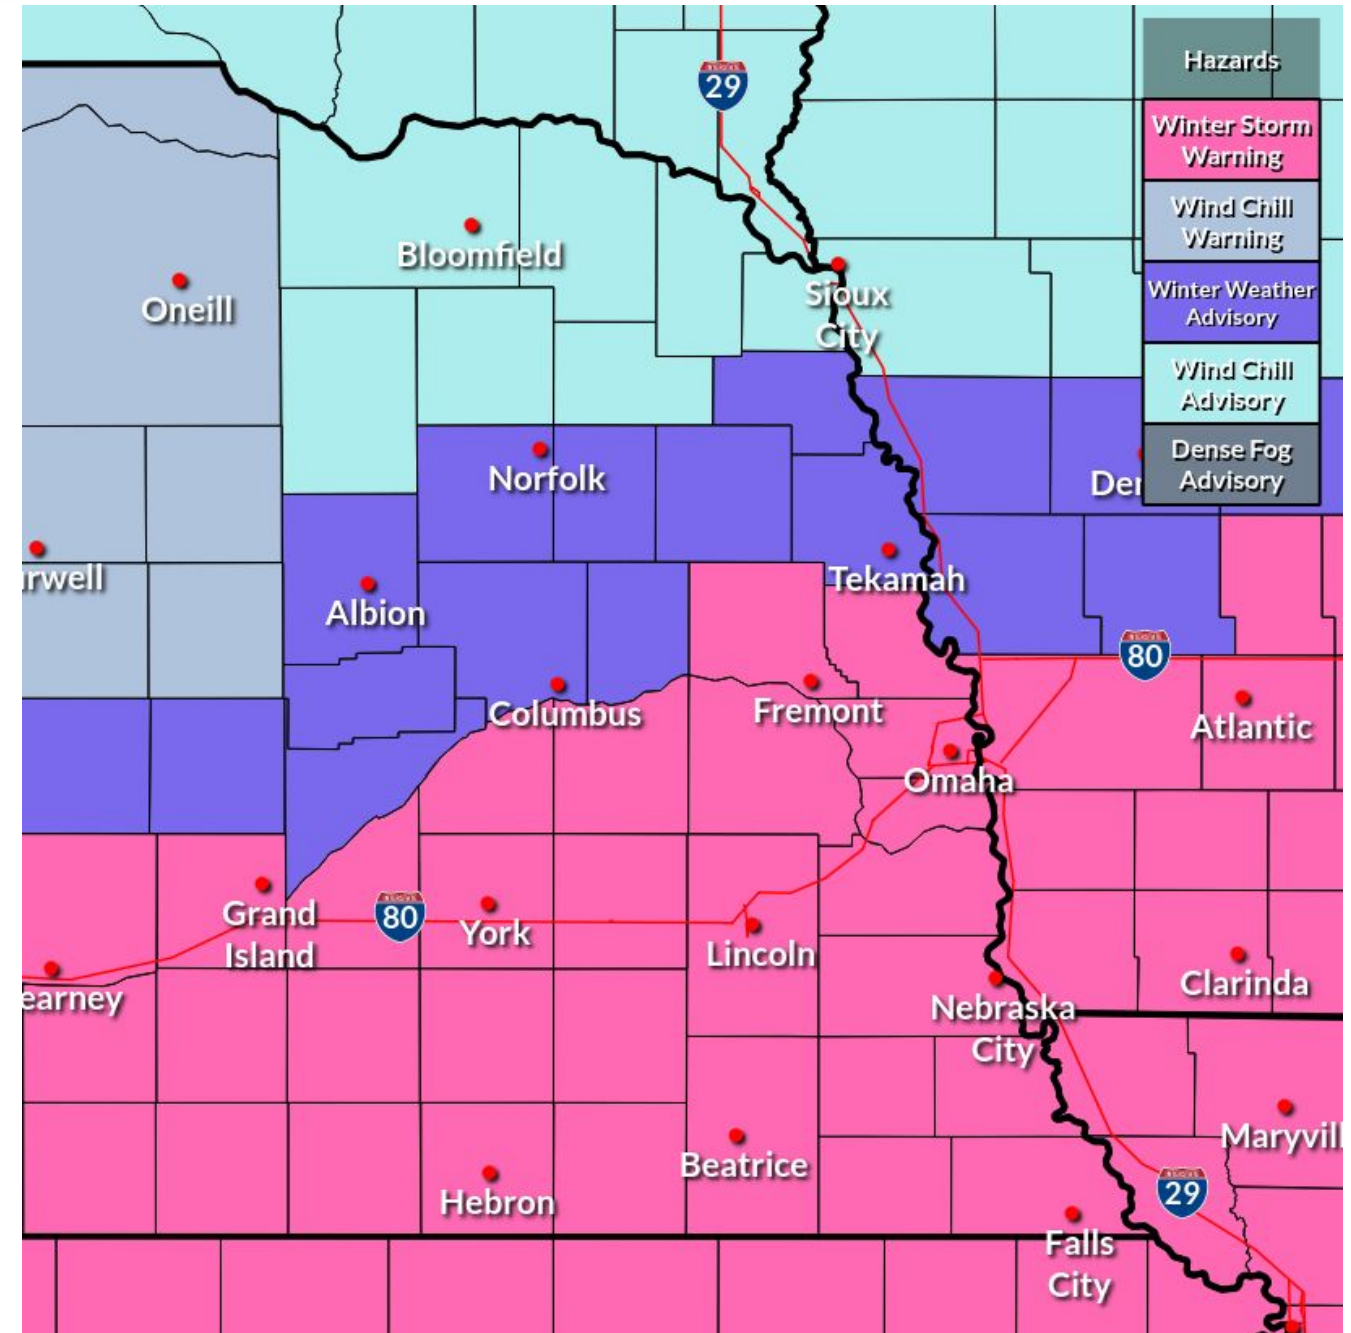 29
Hazards
Winter Storm
Warning
Wind Chill
Warning
Winter Weather
Advisory
Wind Chill
Advisory
Dense Fog
Advisory
Bloomfield
Oneill
Sioux
City
Norfolk
Der
rwell
Tekamah
Albion
80
Columbus
Fremont
Atlantic
Omaha
Grand
Island
80
York
Lincoln
earney
Clarinda
Nebraska
City
Maryvil
Beatrice
Hebron
29
Falls
City